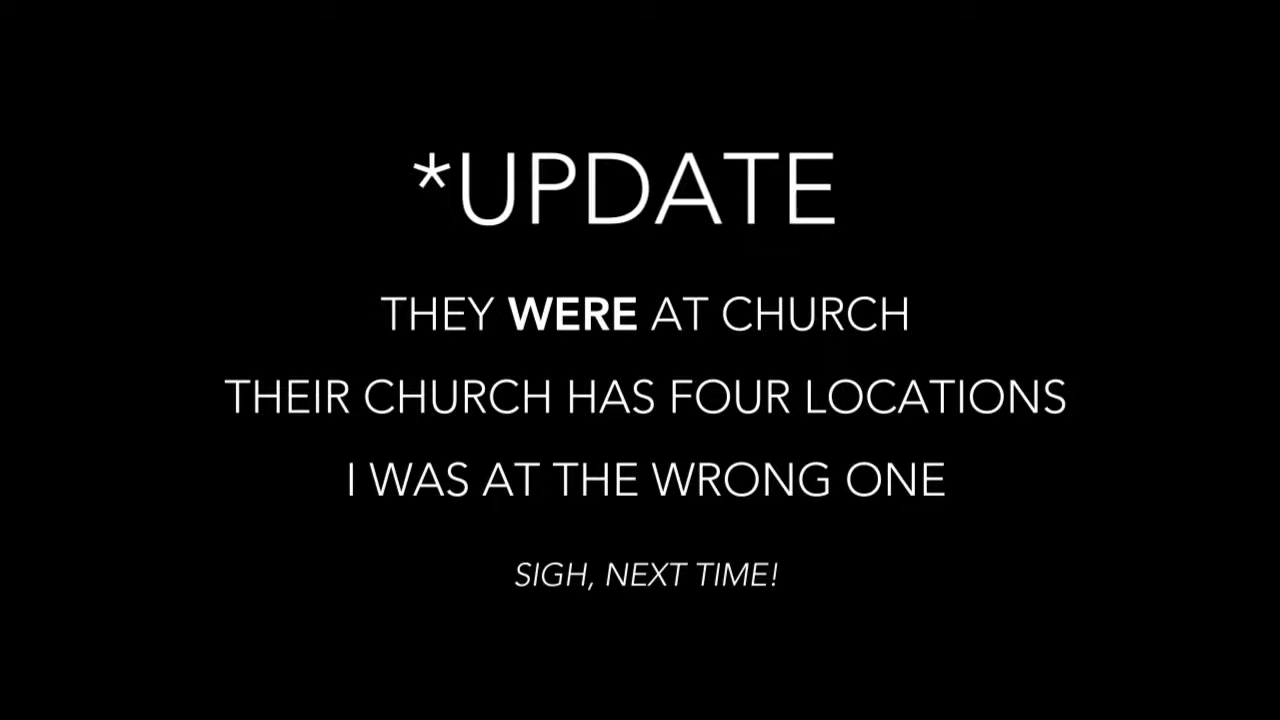 *UPDATE
THEY WERE AT CHURCH
THEIR CHURCH HAS FOUR LOCATIONS
I WAS AT THE WRONG ONE
SIGH, NEXT TIME!